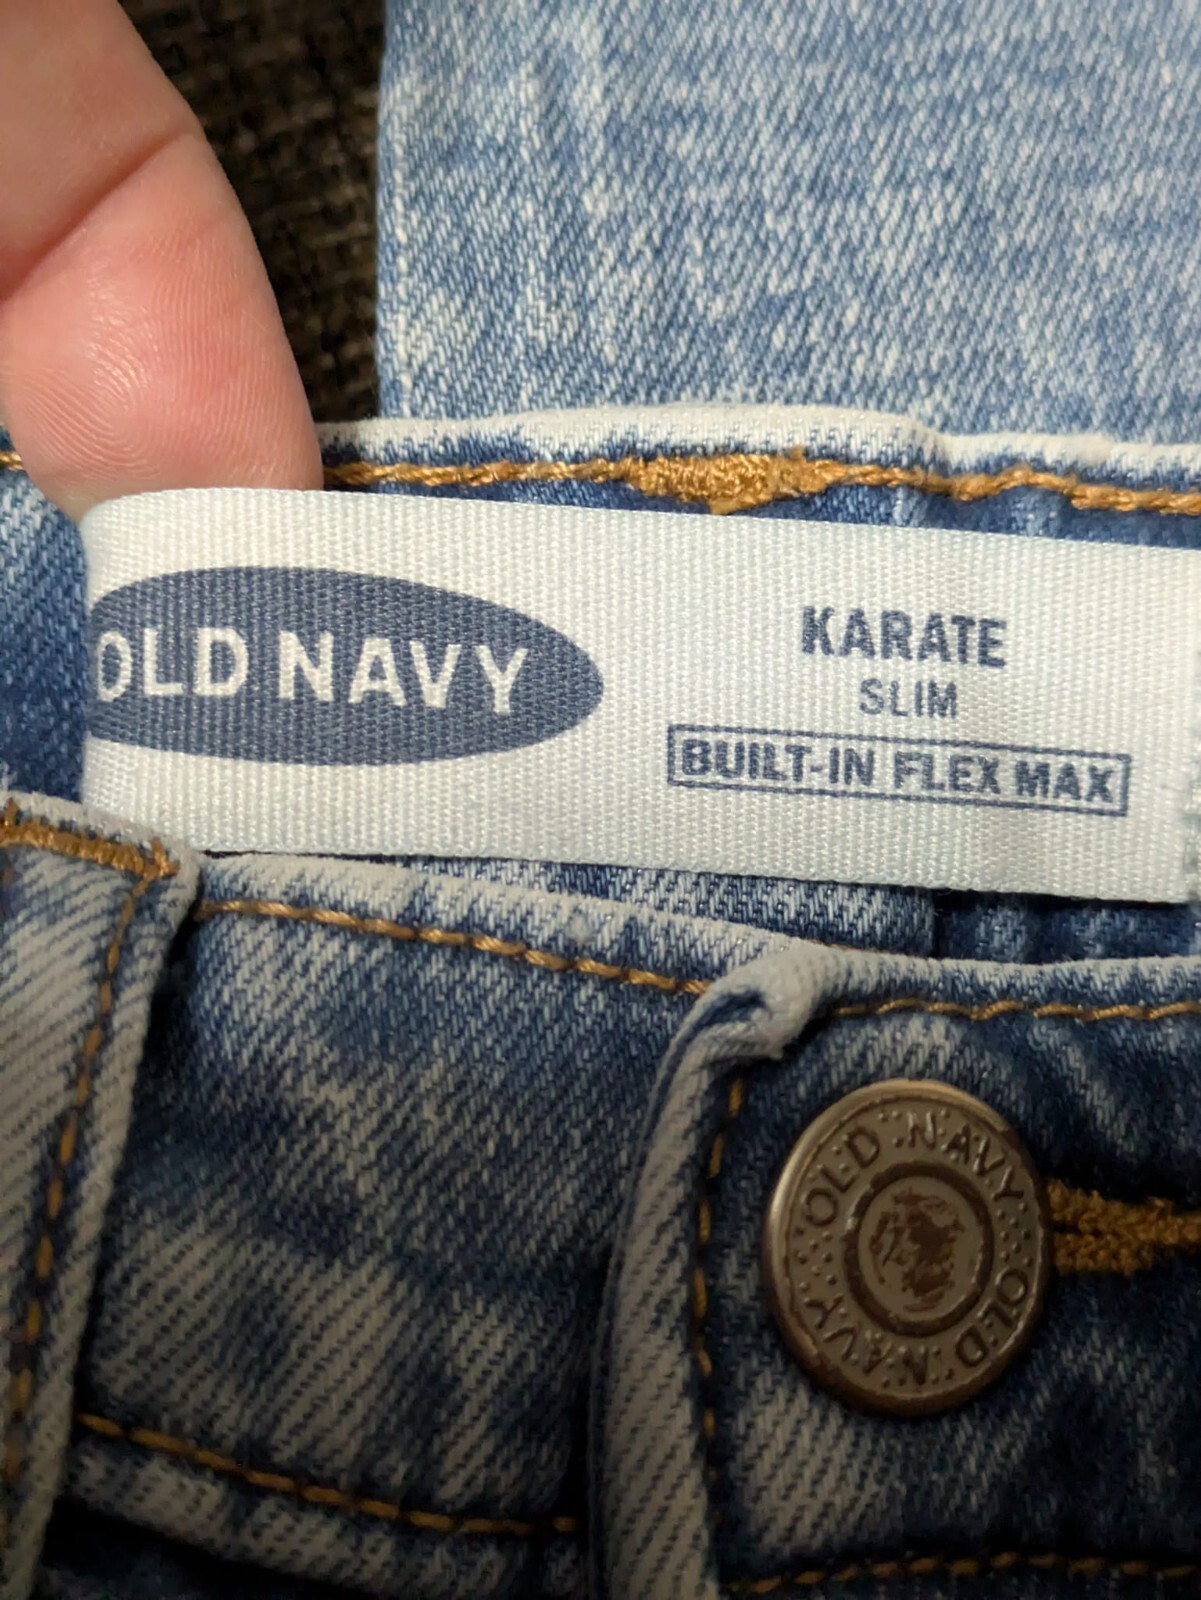 OLD NAVY
KARATE
SLIM
BUILT-IN FLEX MAX
OLD NAVY OLD NAVY